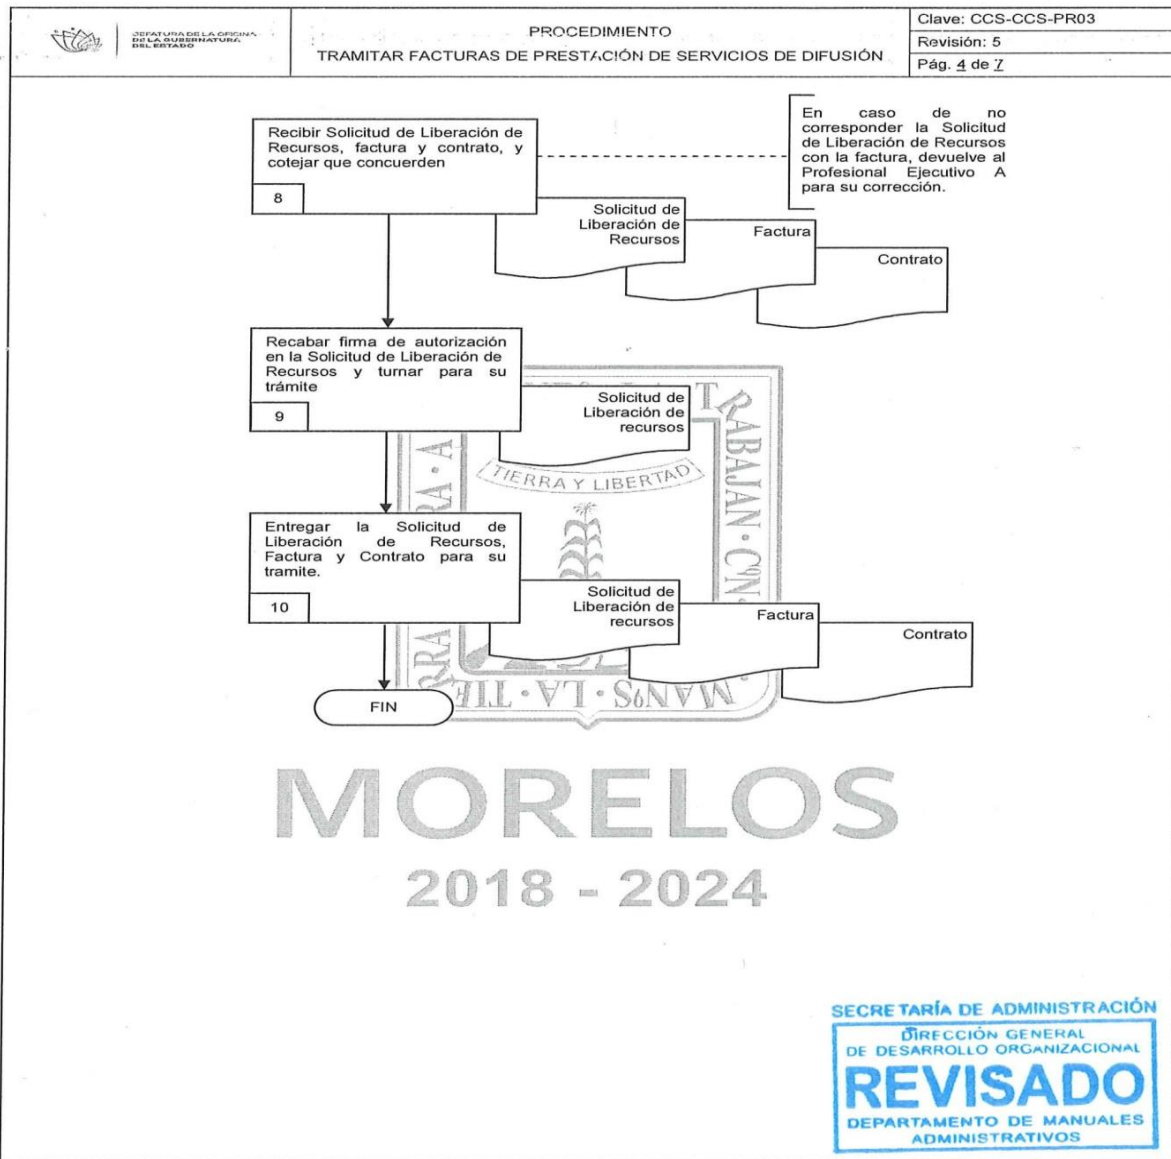 JEFATURA DE LA OFICINA
DE LA GUBERNATURA
DEL ESTADO
PROCEDIMIENTO
TRAMITAR FACTURAS DE PRESTACIÓN DE SERVICIOS DE DIFUSIÓN
Clave: CCS-CCS-PR03
Revisión: 5
Pág. 4 de 7
Recibir Solicitud de Liberación de
Recursos, factura y contrato, y
cotejar que concuerden
8
En caso de no
corresponder la Solicitud
de Liberación de Recursos
con la factura, devuelve al
Profesional Ejecutivo A
para su corrección.
Solicitud de
Liberación de
Recursos
Factura
Contrato
Recabar firma de autorización
en la Solicitud de Liberación de
Recursos y turnar para su
trámite
9
Solicitud de
Liberación de
recursos
Entregar la Solicitud de
Liberación de Recursos,
Factura y Contrato para su
tramite.
10
Solicitud de
Liberación de
recursos
Factura
Contrato
FIN
TIERRA Y LIBERTAD
TRABAJAN · CON
· MANOS · LA · TIE
MORELOS
2018 - 2024
SECRETARÍA DE ADMINISTRACIÓN
DIRECCIÓN GENERAL
DE DESARROLLO ORGANIZACIONAL
REVISADO
DEPARTAMENTO DE MANUALES
ADMINISTRATIVOS